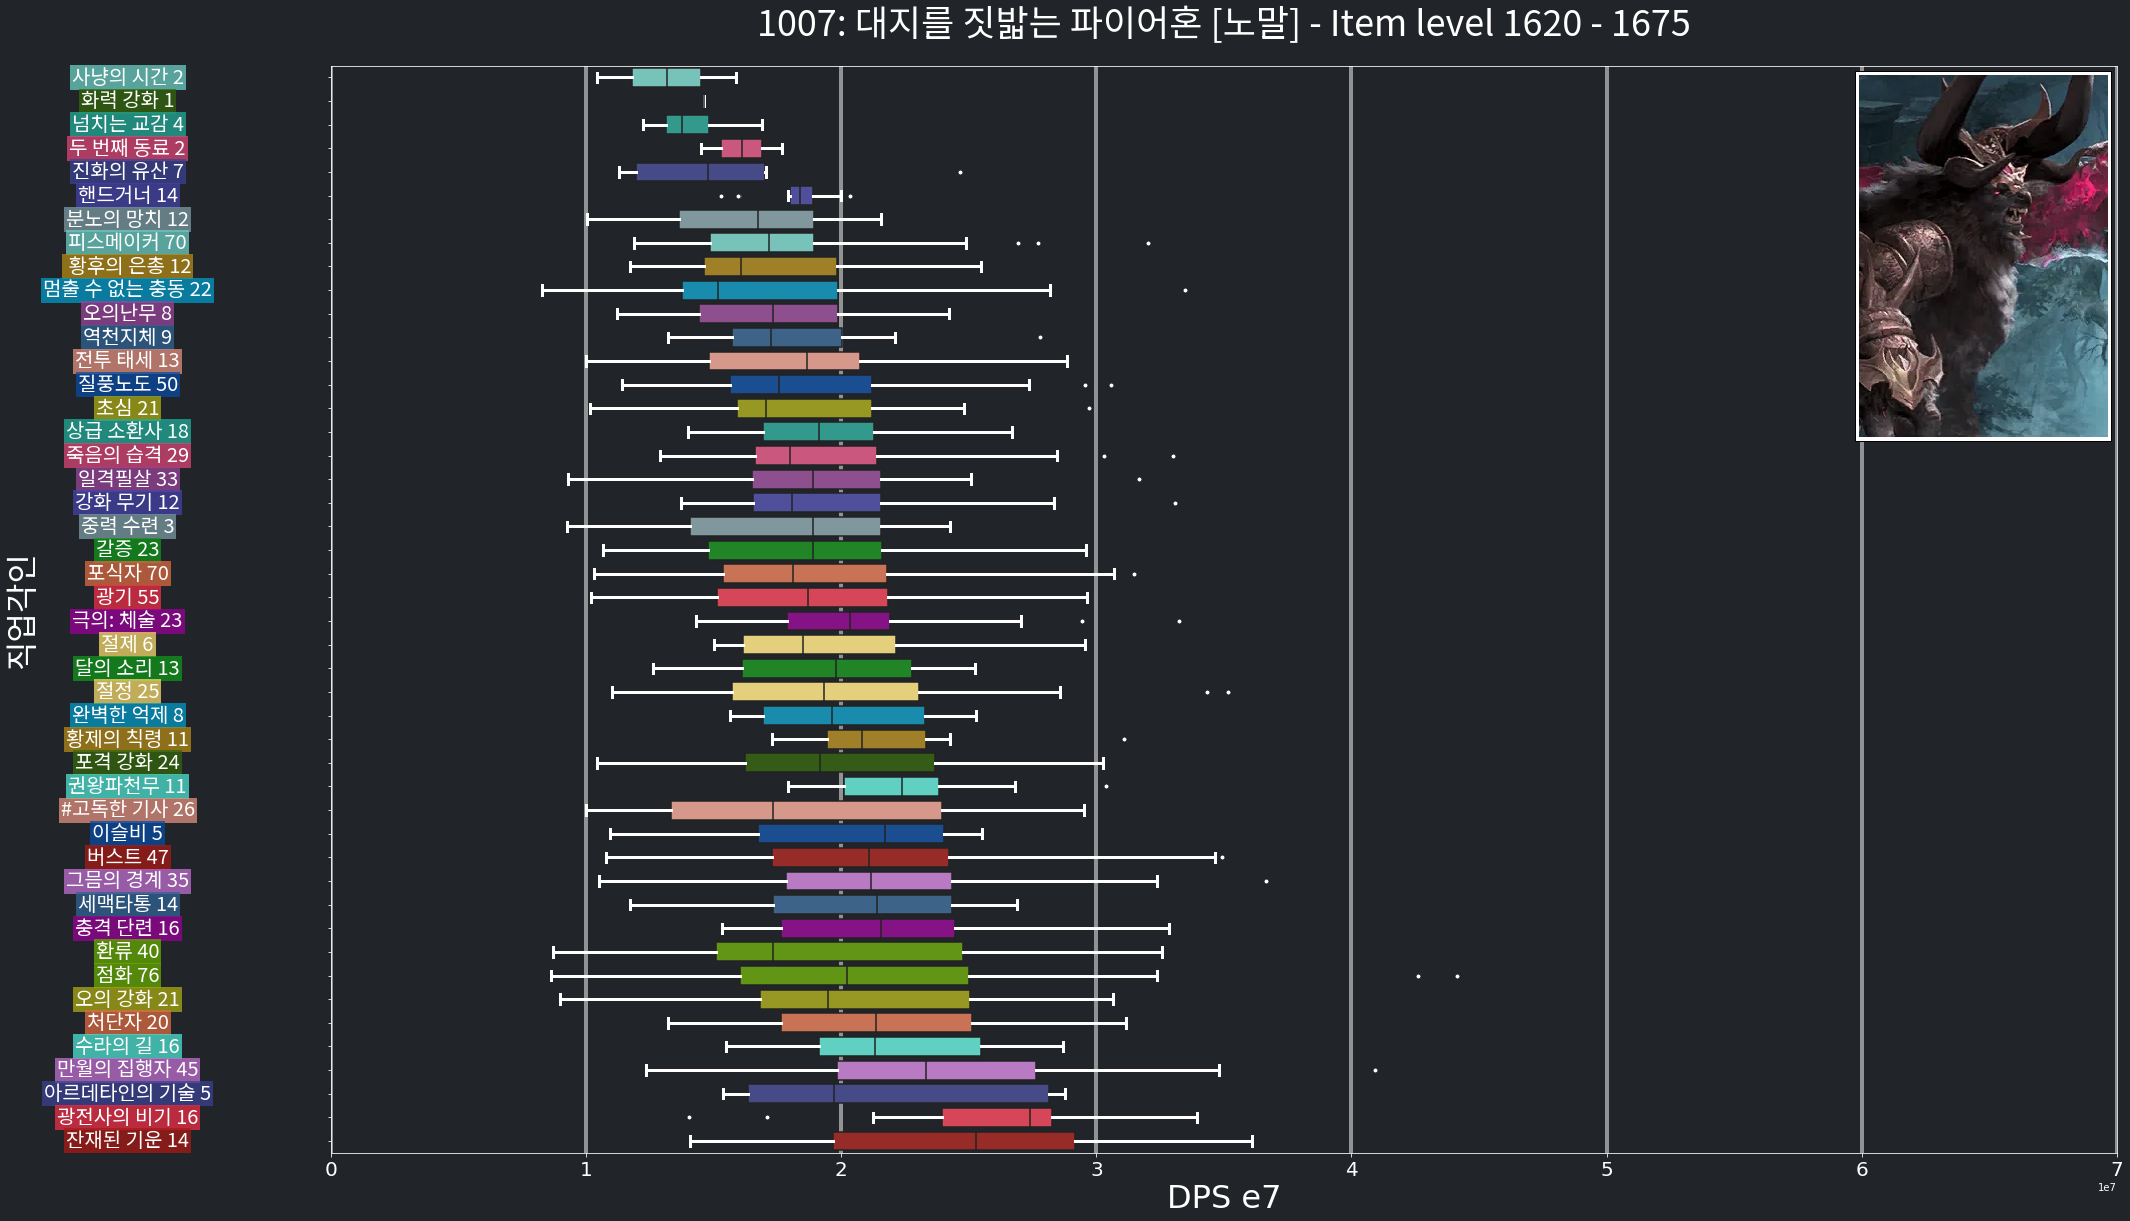 1007: 대지를 짓밟는 파이어혼 [노말] - Item level 1620 - 1675
사냥의 시간 2
화력 강화 1
넘치는 교감 4
두 번째 동료 2
진화의 유산 7
핸드거너 14
분노의 망치 12
피스메이커 70
황후의 은총 12
멈출 수 없는 충동 22
오의난무 8
역천지체 9
전투 태세 13
질풍노도 50
초심 21
상급 소환사 18
죽음의 습격 29
일격필살 33
강화 무기 12
중력 수련 3
갈증 23
포식자 70
광기 55
극의: 체술 23
절제 6
달의 소리 13
절정 25
완벽한 억제 8
황제의 칙령 11
포격 강화 24
권왕파천무 11
#고독한 기사 26
이슬비 5
버스트 47
그믐의 경계 35
세맥타통 14
충격 단련 16
환류 40
점화 76
오의 강화 21
처단자 20
수라의 길 16
만월의 집행자 45
아르데타인의 기술 5
광전사의 비기 16
잔재된 기운 14
직업각인
0 1 2 3 4 5 6 7
1e7
DPS e7